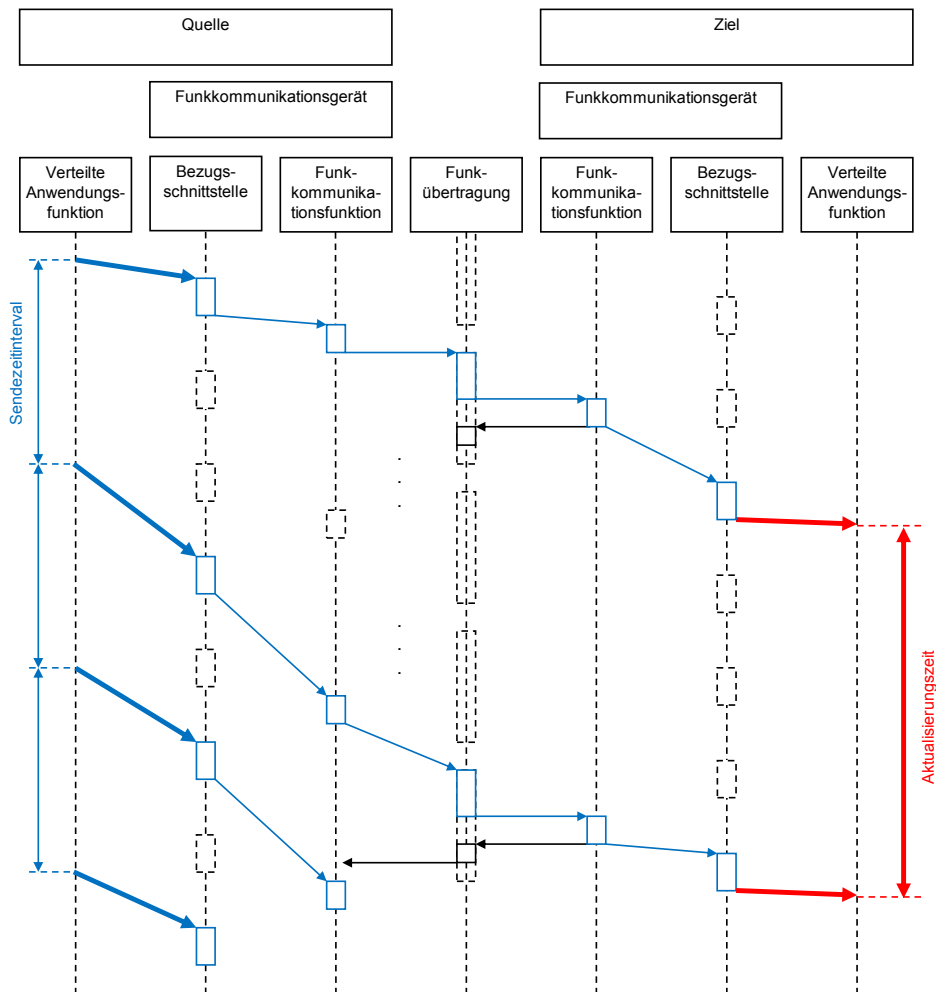 Quelle
Ziel
Funkkommunikationsgerät
Funkkommunikationsgerät
Verteilte
Anwendungs-
funktion
Bezugs-
schnittstelle
Funk-
kommunika-
tionsfunktion
Funk-
übertragung
Funk-
kommunika-
tionsfunktion
Bezugs-
schnittstelle
Verteilte
Anwendungs-
funktion
Sendezeitinterval
Aktualisierungszeit